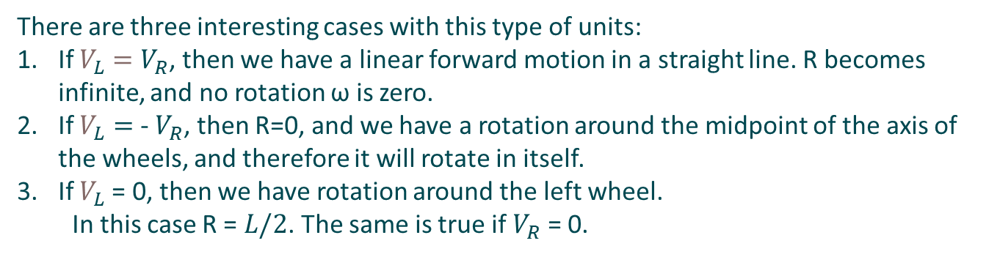 There are three interesting cases with this type of units:
1. If V_L = V_R, then we have a linear forward motion in a straight line. R becomes
infinite, and no rotation ω is zero.
2. If V_L = - V_R, then R=0, and we have a rotation around the midpoint of the axis of
the wheels, and therefore it will rotate in itself.
3. If V_L = 0, then we have rotation around the left wheel.
In this case R = L/2. The same is true if V_R = 0.